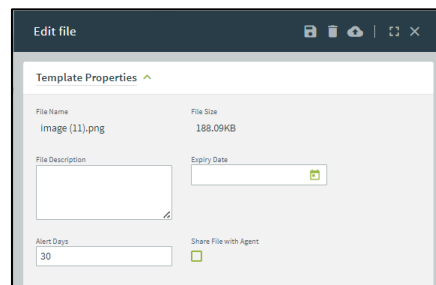 Edit file
Template Properties
File Name File Size
image (11).png 188.09KB
File Description Expiry Date
Alert Days Share File with Agent
30